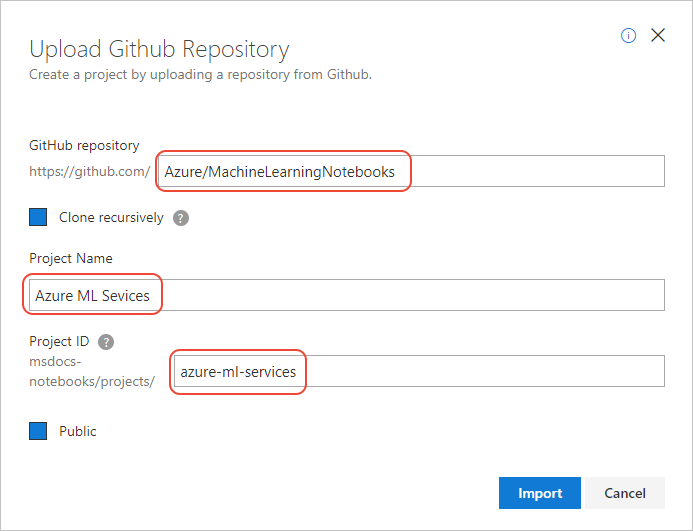 Upload Github Repository
Create a project by uploading a repository from Github.
GitHub repository
https://github.com/ Azure/MachineLearningNotebooks
Clone recursively ?
Project Name
Azure ML Sevices
Project ID ?
msdocs-
notebooks/projects/ azure-ml-services
Public
Import Cancel